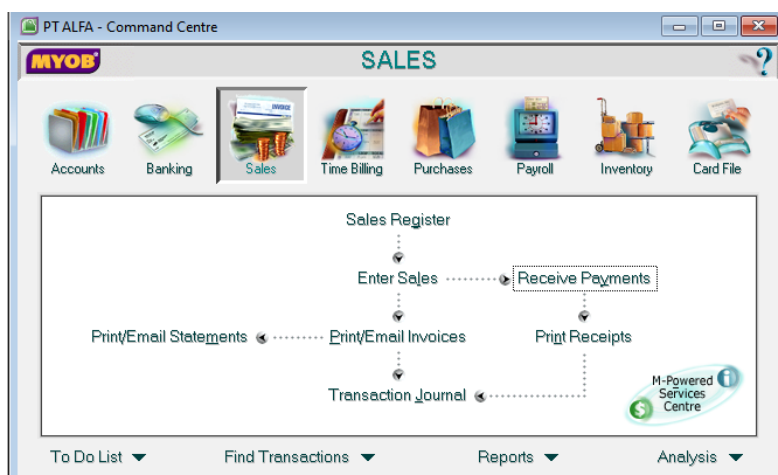 PT ALFA - Command Centre
MYOB
SALES
?
INVOICE
Accounts
Banking
Sales
Time Billing
Purchases
Payroll
Inventory
Card File
Sales Register
Enter Sales
Receive Payments
Print/Email Statements
Print/Email Invoices
Print Receipts
Transaction Journal
M-Powered
Services
Centre
To Do List
Find Transactions
Reports
Analysis